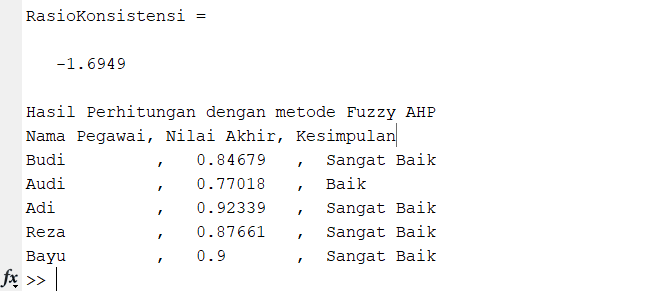 RasioKonsistensi =
-1.6949
Hasil Perhitungan dengan metode Fuzzy AHP
Nama Pegawai, Nilai Akhir, Kesimpulan
Budi , 0.84679 , Sangat Baik
Audi , 0.77018 , Baik
Adi , 0.92339 , Sangat Baik
Reza , 0.87661 , Sangat Baik
Bayu , 0.9 , Sangat Baik
fx >>